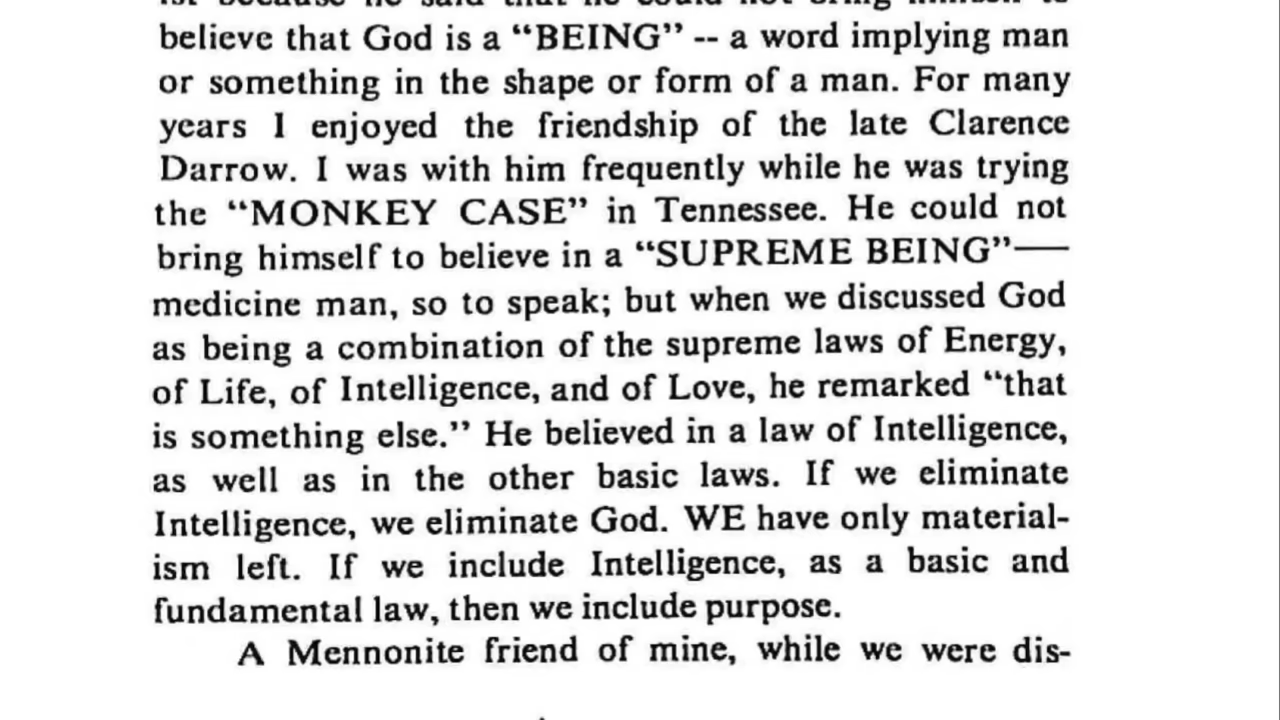 believe that God is a “BEING” -- a word implying man
or something in the shape or form of a man. For many
years I enjoyed the friendship of the late Clarence
Darrow. I was with him frequently while he was trying
the “MONKEY CASE” in Tennessee. He could not
bring himself to believe in a “SUPREME BEING”—
medicine man, so to speak; but when we discussed God
as being a combination of the supreme laws of Energy,
of Life, of Intelligence, and of Love, he remarked “that
is something else.” He believed in a law of Intelligence,
as well as in the other basic laws. If we eliminate
Intelligence, we eliminate God. WE have only material-
ism left. If we include Intelligence, as a basic and
fundamental law, then we include purpose.
A Mennonite friend of mine, while we were dis-